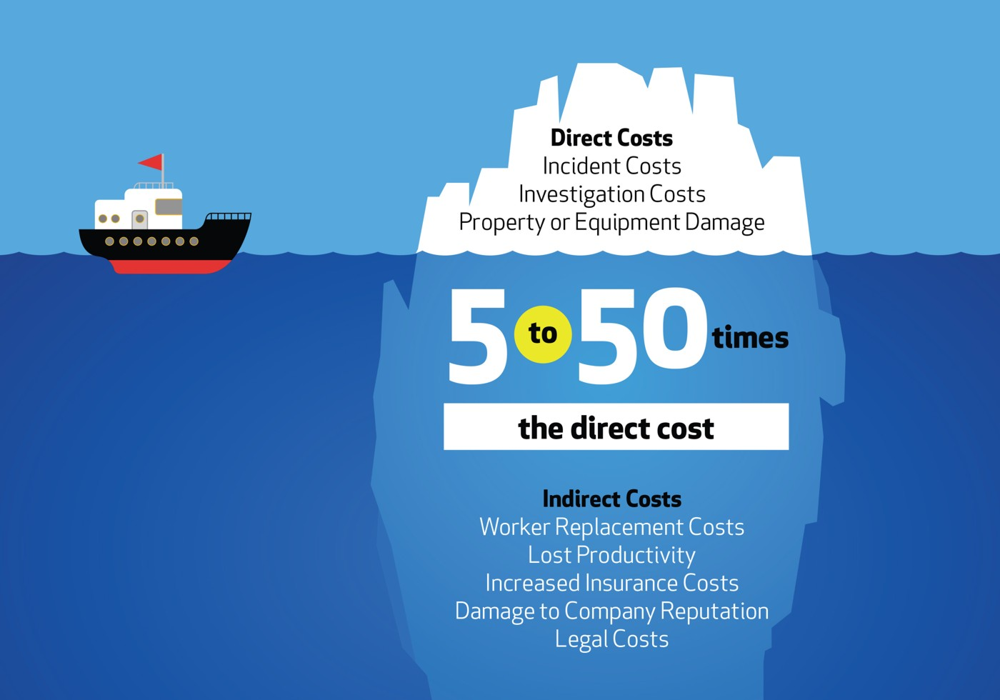 Direct Costs
Incident Costs
Investigation Costs
Property or Equipment Damage
5 to 50 times
the direct cost
Indirect Costs
Worker Replacement Costs
Lost Productivity
Increased Insurance Costs
Damage to Company Reputation
Legal Costs